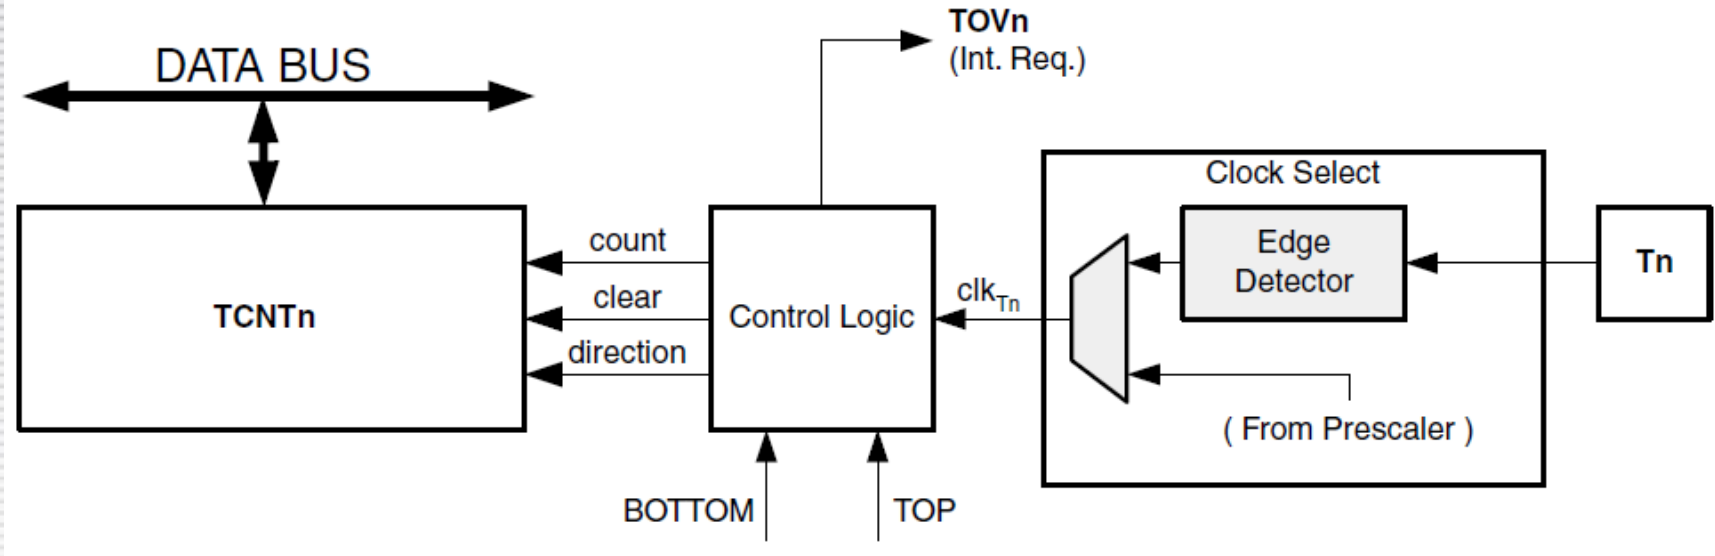 TOVn
(Int. Req.)
DATA BUS
Clock Select
count
Edge
Detector
Tn
clear
clkTn
TCNTn
Control Logic
direction
( From Prescaler )
BOTTOM
TOP